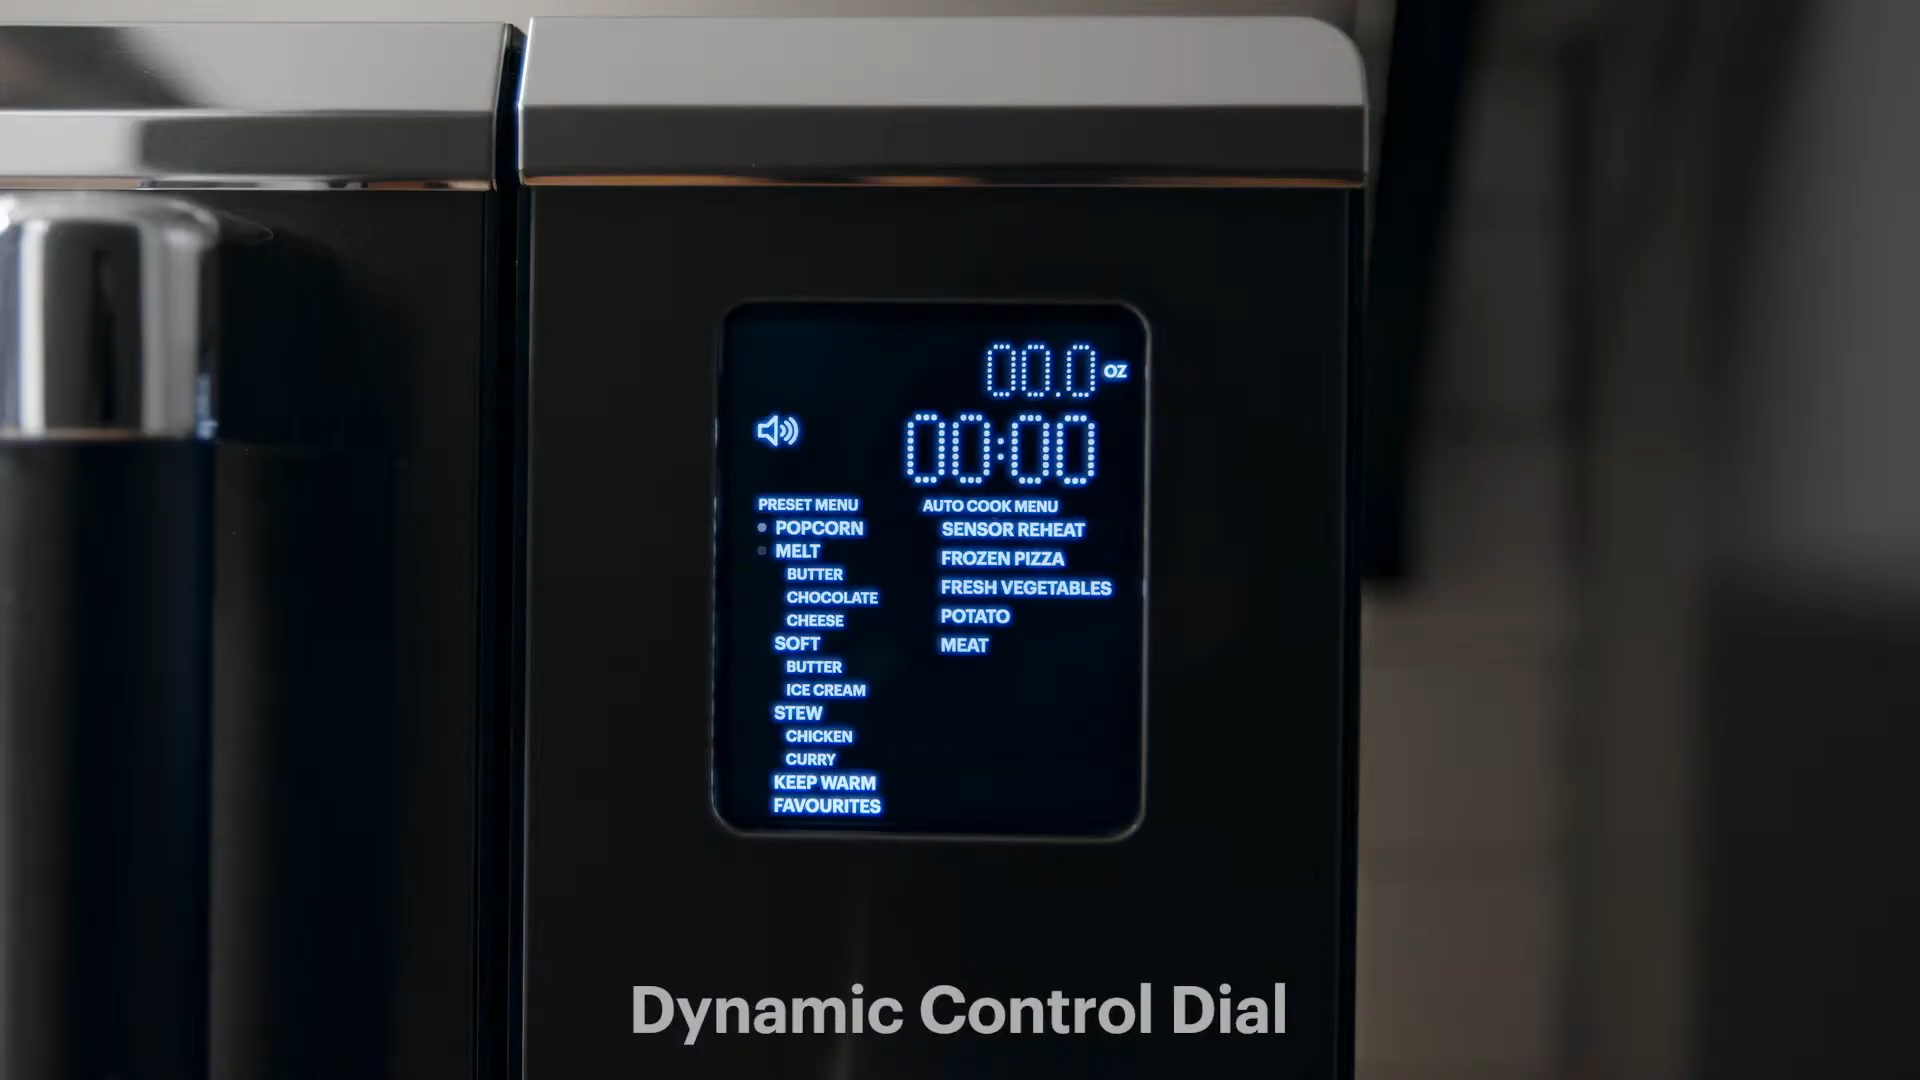 00.0 OZ
00:00
PRESET MENU
POPCORN
MELT
BUTTER
CHOCOLATE
CHEESE
SOFT
BUTTER
ICE CREAM
STEW
CHICKEN
CURRY
KEEP WARM
FAVOURITES
AUTO COOK MENU
SENSOR REHEAT
FROZEN PIZZA
FRESH VEGETABLES
POTATO
MEAT
Dynamic Control Dial